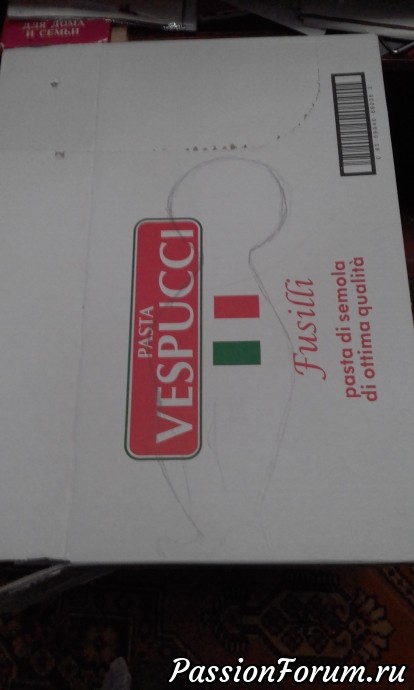 ДЛЯ ДОМА
И СЕМЬИ
PASTA
VESPUCCI
Fusilli
pasta di semola
di ottima qualità
PassionForum.ru